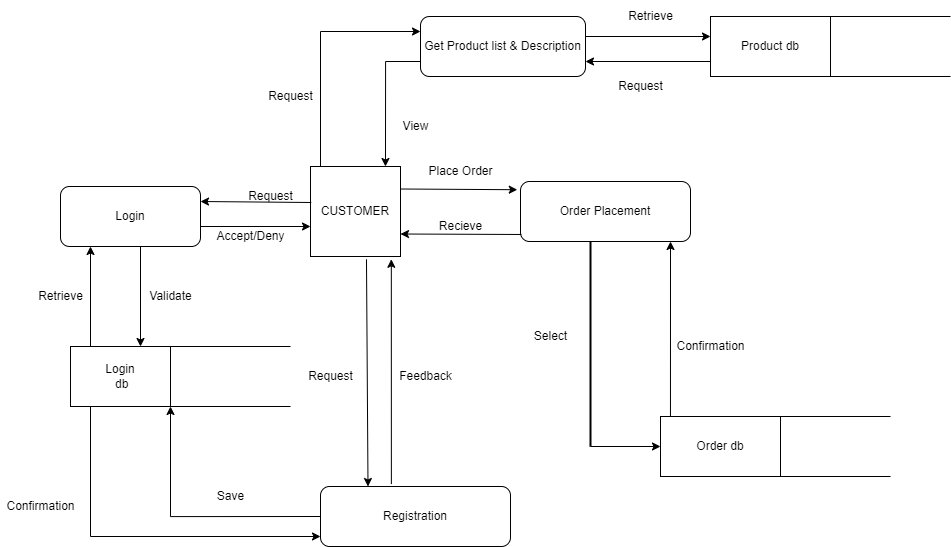 Retrieve
Get Product list & Description
Product db
Request
Request
View
Place Order
Request
CUSTOMER
Order Placement
Login
Recieve
Accept/Deny
Retrieve
Validate
Select
Confirmation
Login
db
Request
Feedback
Order db
Save
Confirmation
Registration